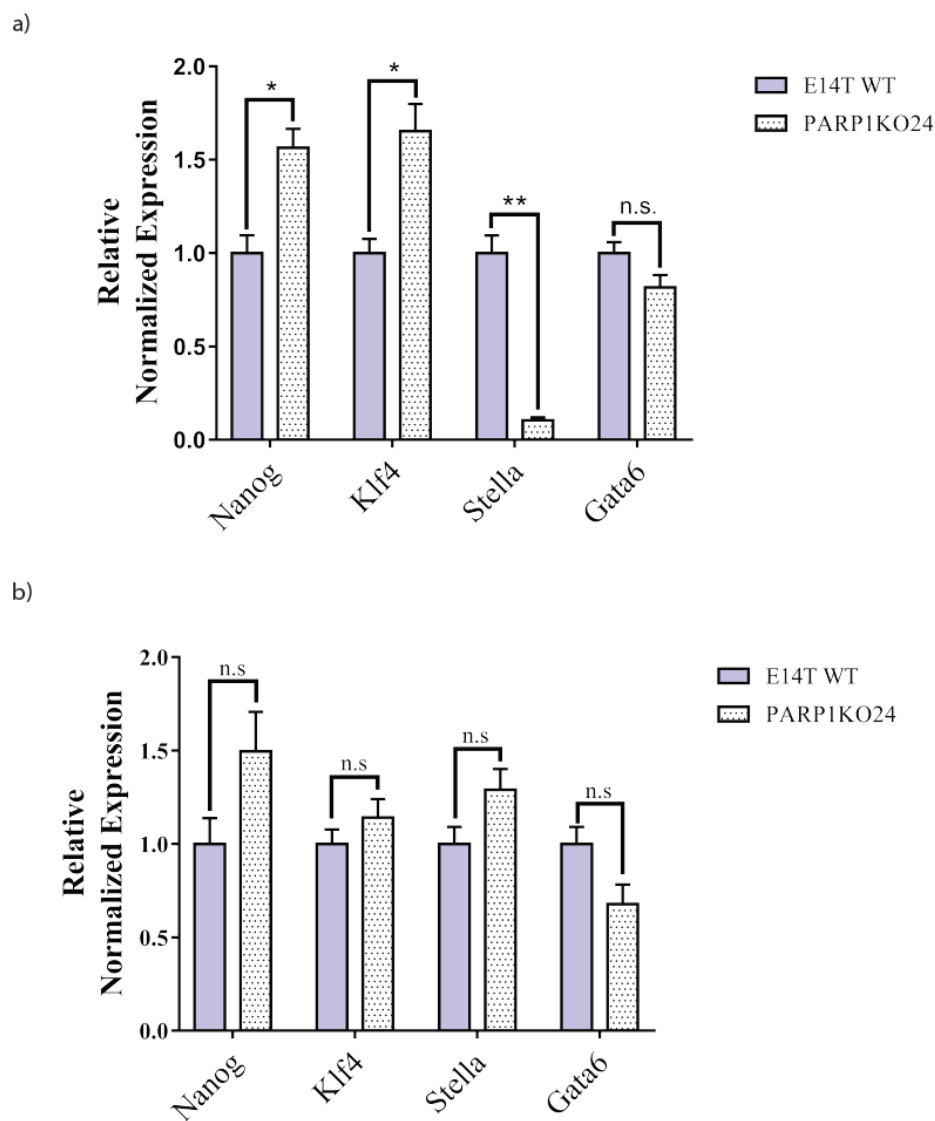 a)
2.0
1.5
1.0
0.5
0.0
Relative
Normalized Expression
*
*
**
n.s.
E14T WT
PARP1KO24
Nanog
Klf4
Stella
Gata6
b)
2.0
1.5
1.0
0.5
0.0
Relative
Normalized Expression
n.s
n.s
n.s
n.s
E14T WT
PARP1KO24
Nanog
Klf4
Stella
Gata6